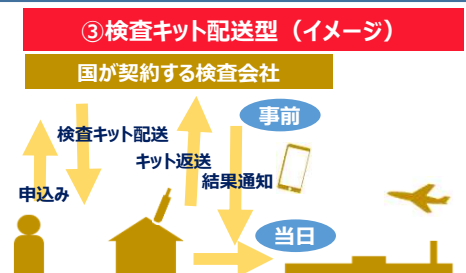 ③検査キット配送型（イメージ）
国が契約する検査会社
事前
検査キット配送
キット返送
結果通知
申込み
当日